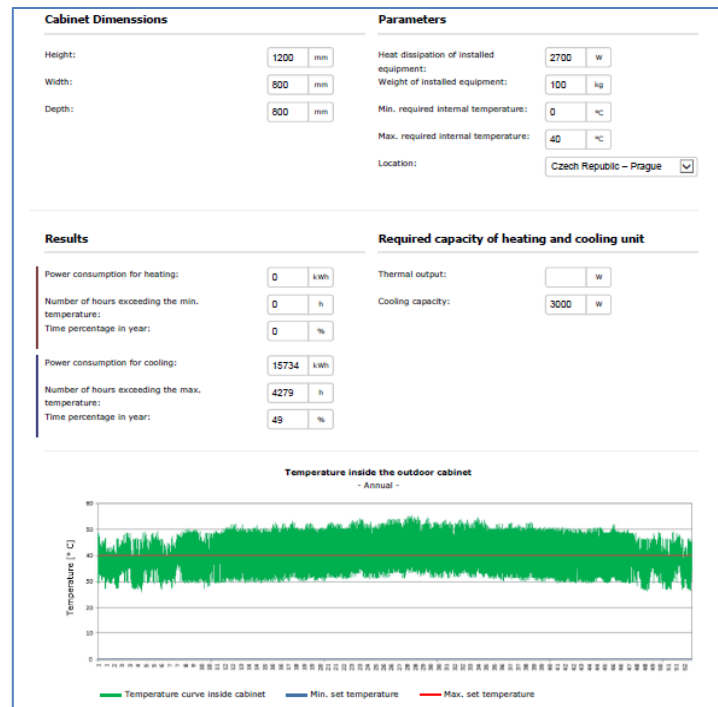 Cabinet Dimenssions
Parameters
Height:
1200 mm
Width:
800 mm
Depth:
800 mm
Heat dissipation of installed
equipment:
2700 W
Weight of installed equipment:
100 kg
Min. required internal temperature:
0 °C
Max. required internal temperature:
40 °C
Location:
Czech Republic – Prague
Results
Required capacity of heating and cooling unit
Power consumption for heating:
0 kWh
Number of hours exceeding the min.
temperature:
0 h
Time percentage in year:
0 %
Thermal output:
W
Cooling capacity:
3000 W
Power consumption for cooling:
15734 kWh
Number of hours exceeding the max.
temperature:
4279 h
Time percentage in year:
49 %
Temperature inside the outdoor cabinet
- Annual -
Temperature [° C]
60
50
40
30
20
10
0
Temperature curve inside cabinet
Min. set temperature
Max. set temperature